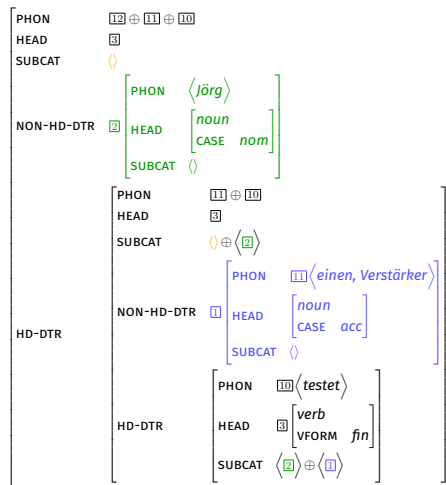 PHON 12 ⊕ 11 ⊕ 10
HEAD 3
SUBCAT ⟨⟩
PHON ⟨Jörg⟩
noun
NON-HD-DTR 2 HEAD
CASE nom
SUBCAT ⟨⟩
PHON 11 ⊕ 10
HEAD 3
SUBCAT ⟨⟩⊕⟨2⟩
PHON 11⟨einen, Verstärker⟩
noun
NON-HD-DTR 1 HEAD
CASE acc
SUBCAT ⟨⟩
HD-DTR
PHON 10⟨testet⟩
verb
HD-DTR HEAD 3
VFORM fin
SUBCAT ⟨2⟩⊕⟨1⟩